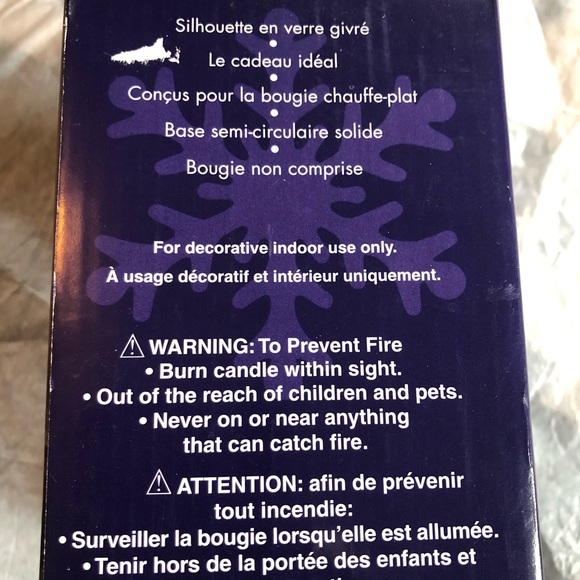 Silhouette en verre givré
•
Le cadeau idéal
•
Conçus pour la bougie chauffe-plat
•
Base semi-circulaire solide
•
Bougie non comprise
For decorative indoor use only.
À usage décoratif et intérieur uniquement.
⚠ WARNING: To Prevent Fire
• Burn candle within sight.
• Out of the reach of children and pets.
• Never on or near anything
that can catch fire.
⚠ ATTENTION: afin de prévenir
tout incendie:
• Surveiller la bougie lorsqu'elle est allumée.
• Tenir hors de la portée des enfants et